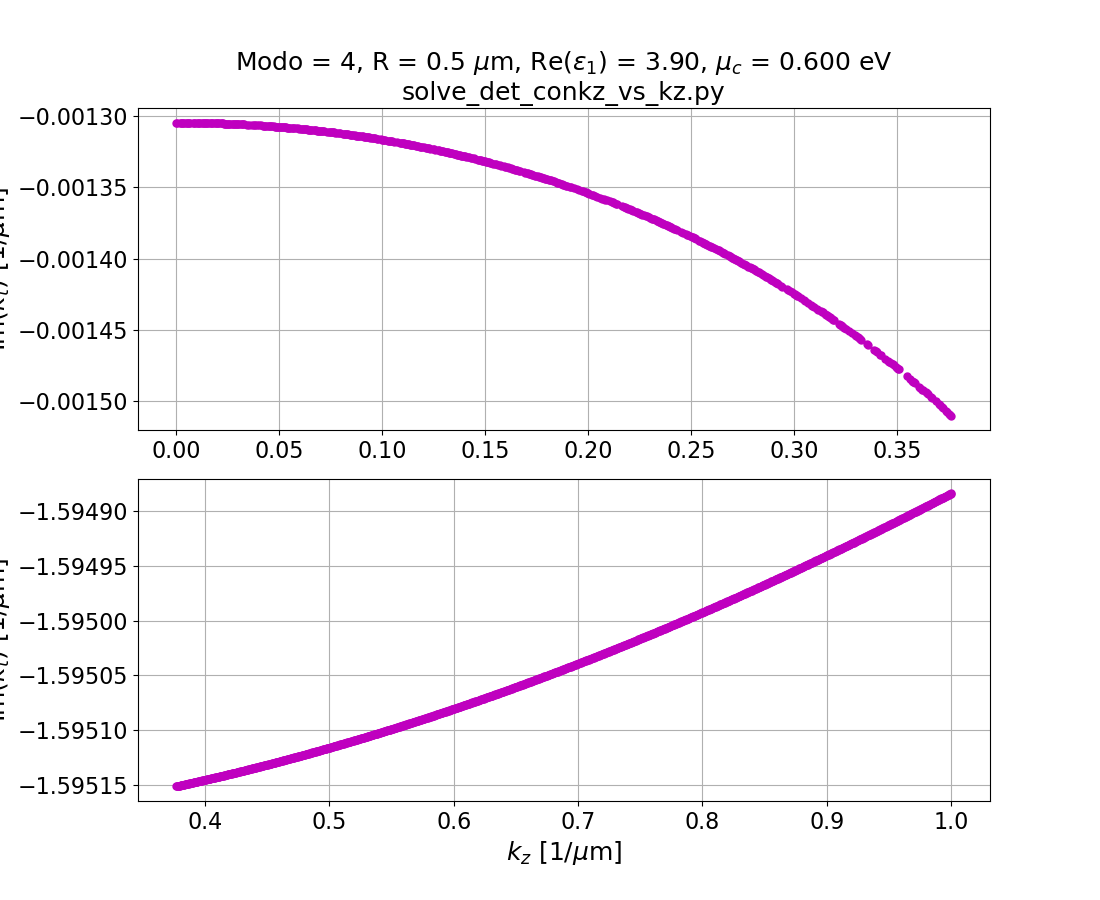 Modo = 4, R = 0.5 μm, Re(ε₁) = 3.90, μ_c = 0.600 eV
solve_det_conkz_vs_kz.py
−0.00130
−0.00135
−0.00140
−0.00145
−0.00150
0.00 0.05 0.10 0.15 0.20 0.25 0.30 0.35
−1.59490
−1.59495
−1.59500
−1.59505
−1.59510
−1.59515
0.4 0.5 0.6 0.7 0.8 0.9 1.0
k_z [1/μm]